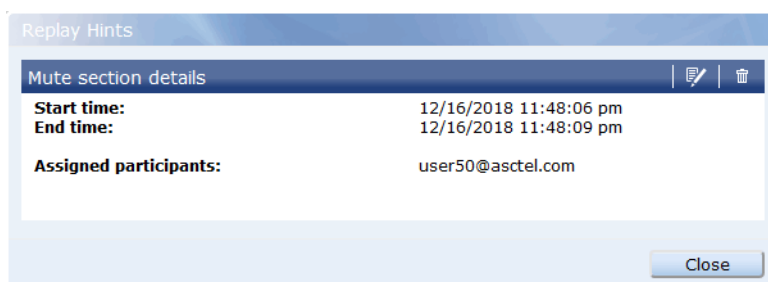 Replay Hints
Mute section details
Start time: 12/16/2018 11:48:06 pm
End time: 12/16/2018 11:48:09 pm
Assigned participants: user50@asctel.com
Close